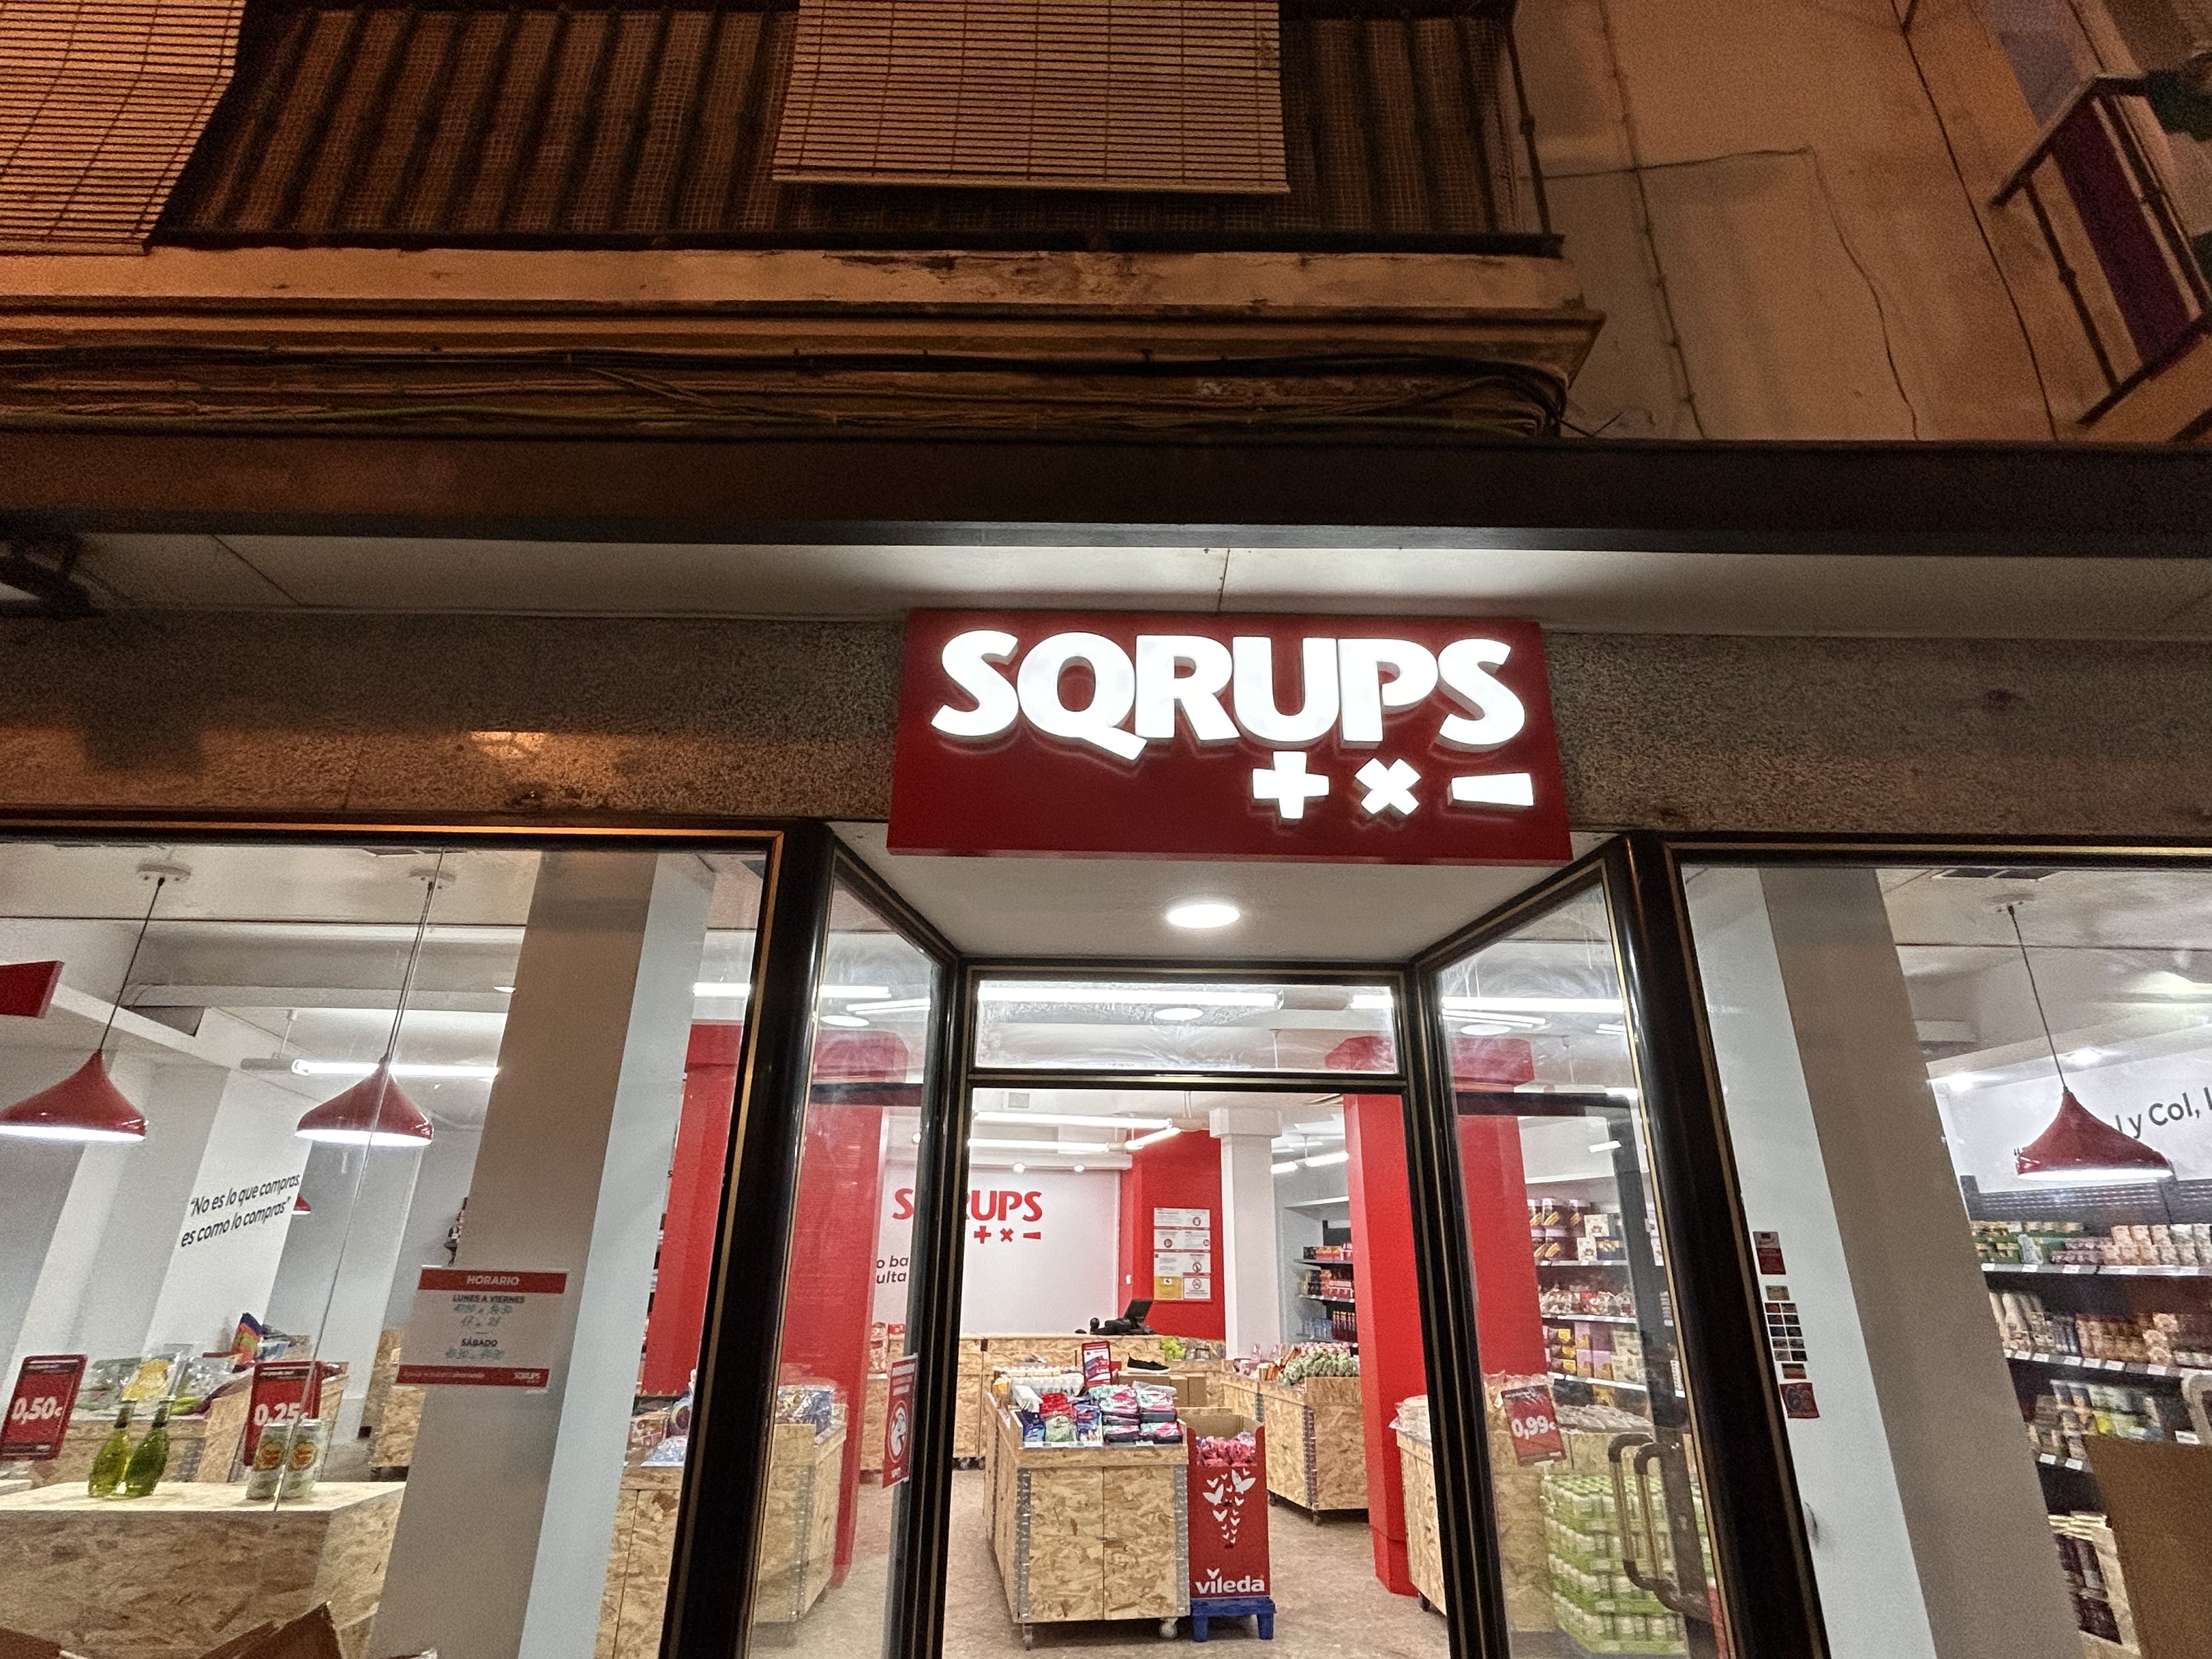 SQRUPS
+ × −
"No es lo que compras,
es como lo compras"
HORARIO
LUNES A VIERNES
SÁBADO
SQRUPS
0,50€
0,25€
SQRUPS
+ × −
0,99€
vileda
y Col,